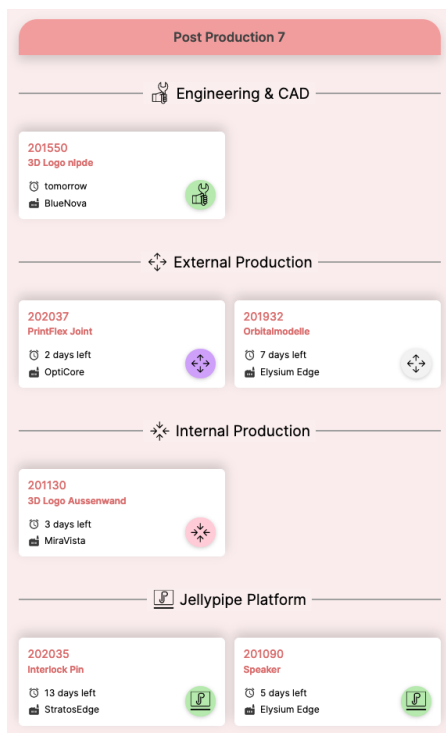 Post Production 7
Engineering & CAD
201550
3D Logo nlpde
tomorrow
BlueNova
External Production
202037
PrintFlex Joint
2 days left
OptiCore
201932
Orbitalmodelle
7 days left
Elysium Edge
Internal Production
201130
3D Logo Aussenwand
3 days left
MiraVista
Jellypipe Platform
202035
Interlock Pin
13 days left
StratosEdge
201090
Speaker
5 days left
Elysium Edge